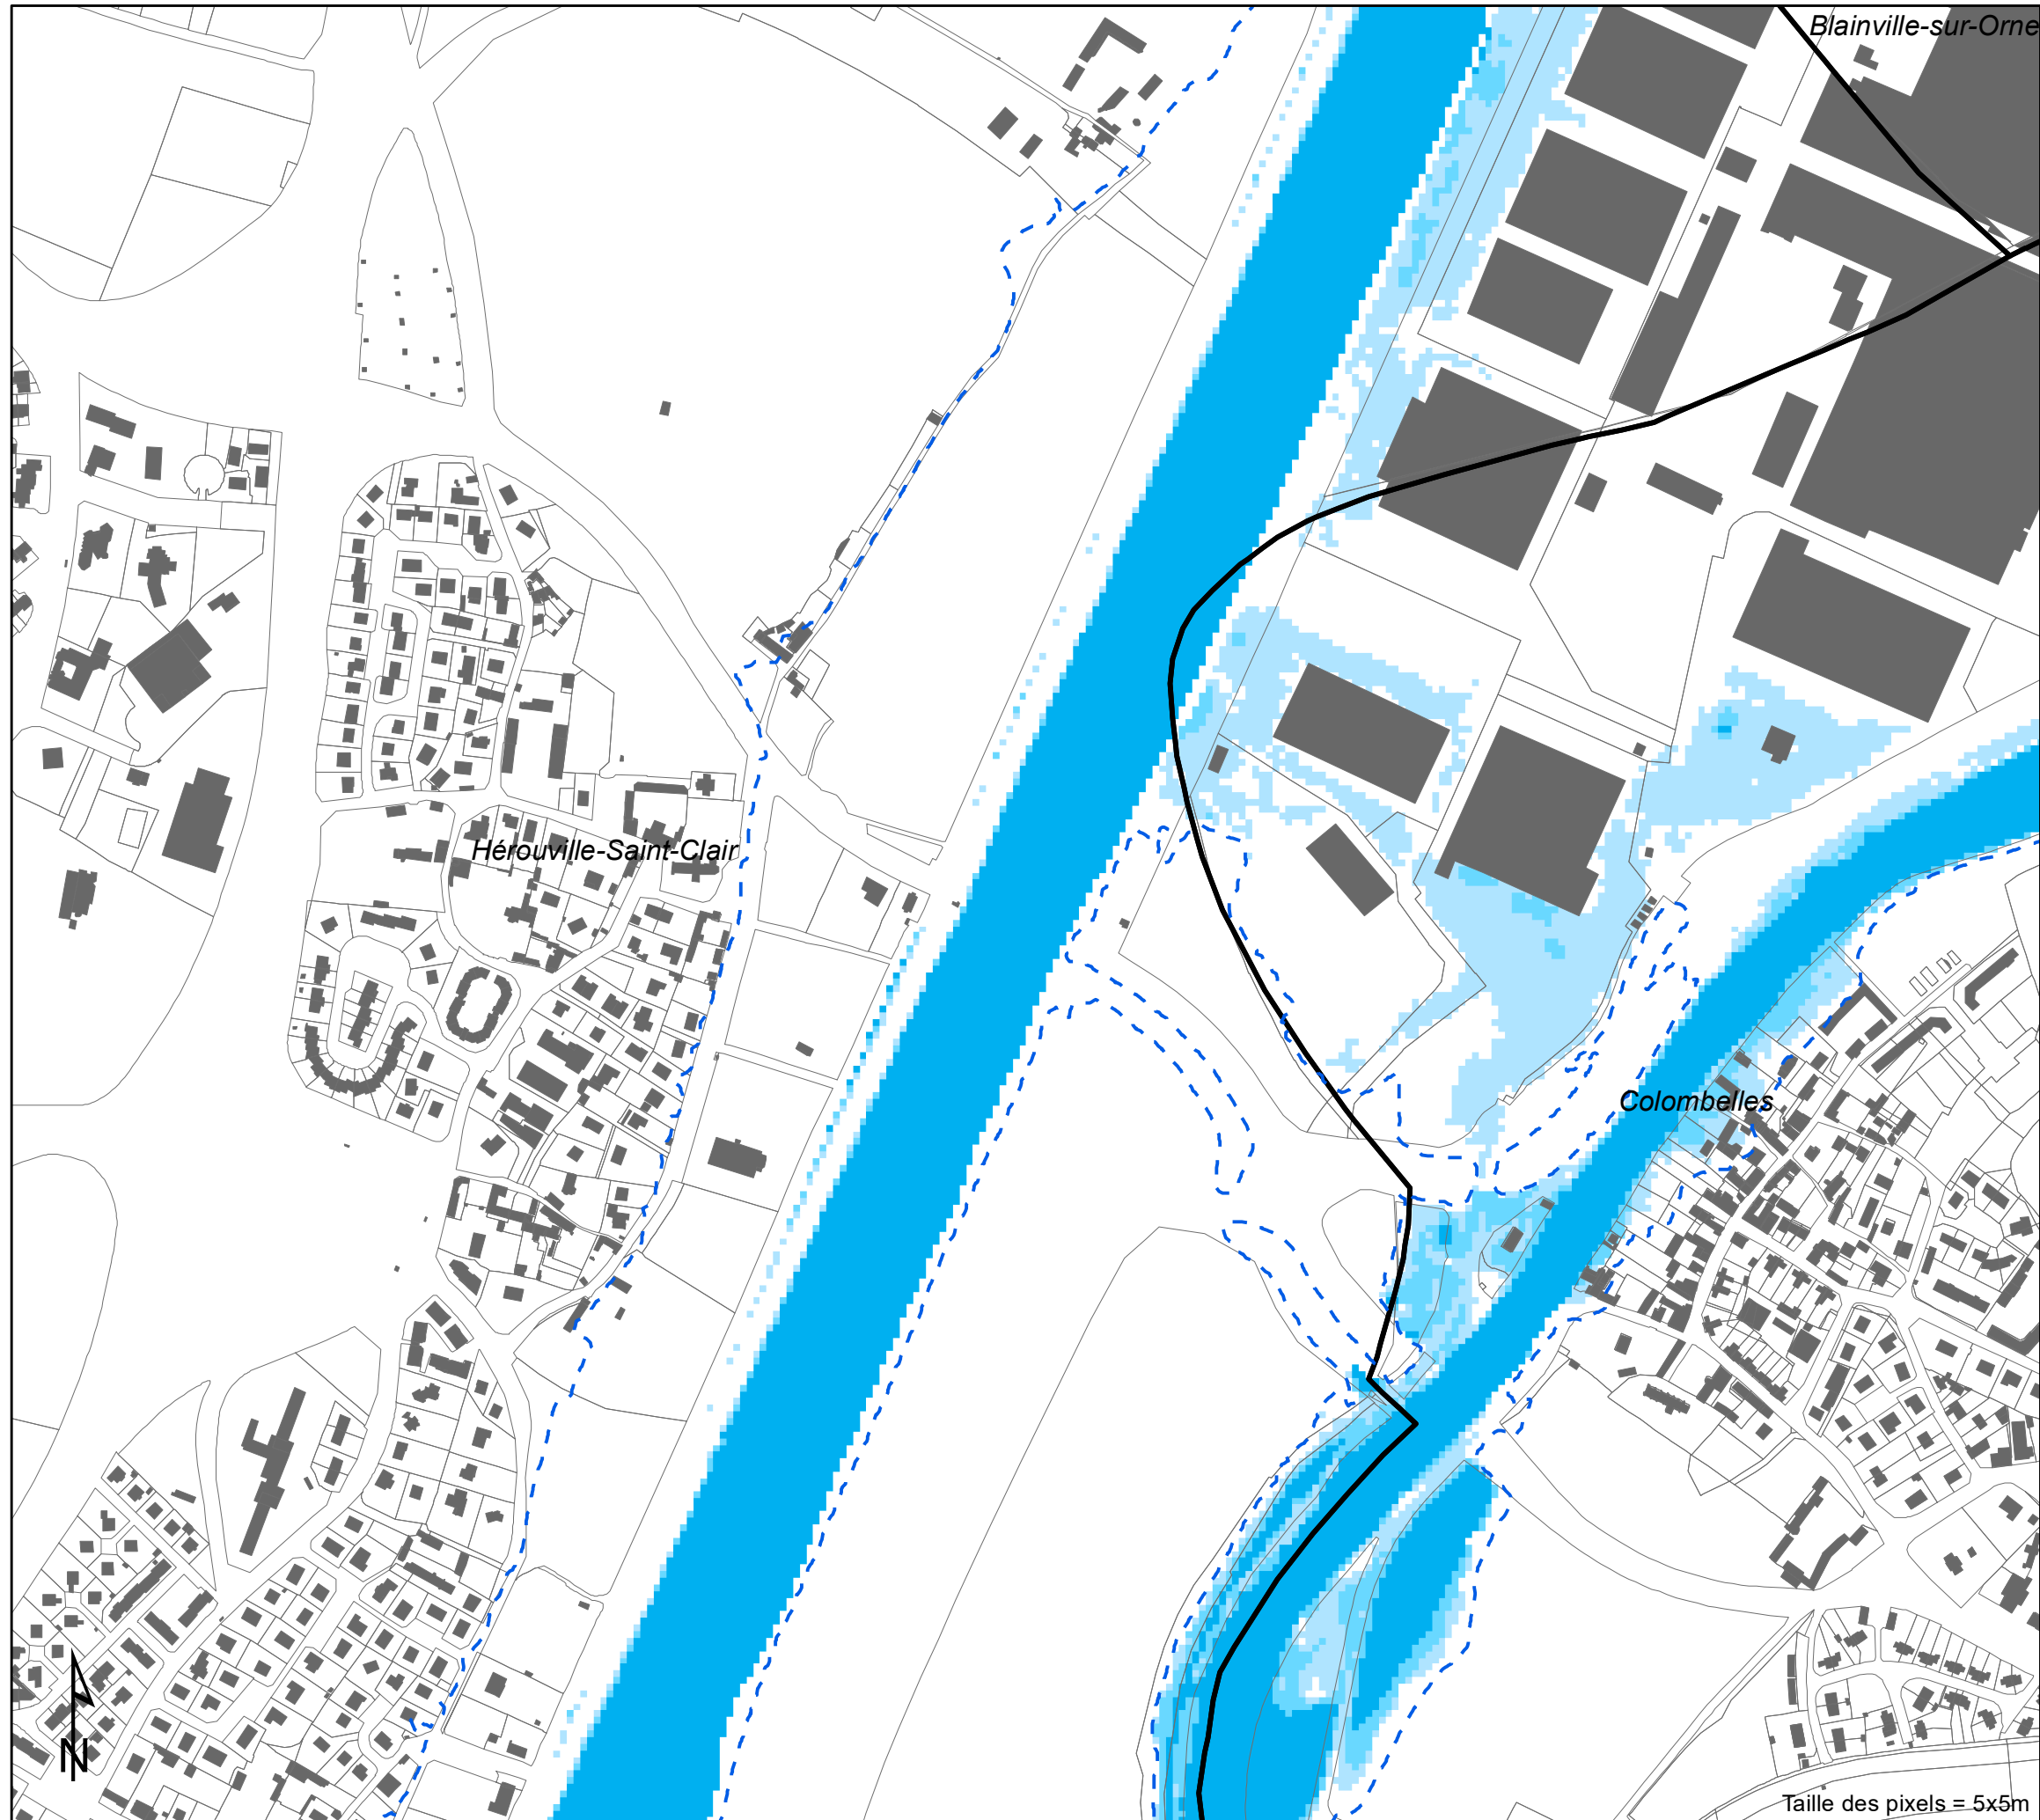 Blainville-sur-Orne
Hérouville-Saint-Clair
Colombelles
N
Taille des pixels = 5x5m